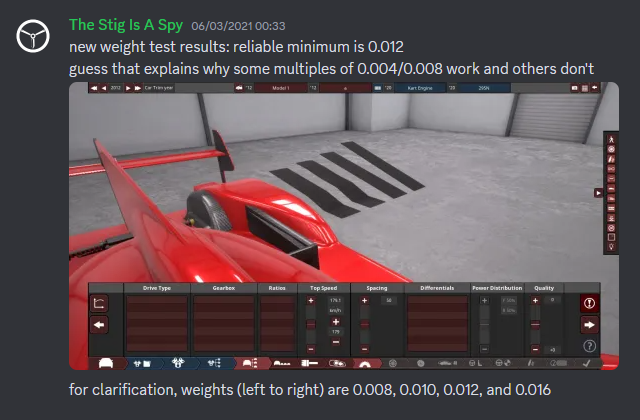 The Stig Is A Spy 06/03/2021 00:33
new weight test results: reliable minimum is 0.012
guess that explains why some multiples of 0.004/0.008 work and others don't
2012 Car Trim year '12 Model 1 '12 '20 Kart Engine '20
Drive Type Gearbox Ratios Top Speed Spacing Differentials Power Distribution Quality
+ 179.1 + 50 + + 0
km/h
+
179
- - - - +0
for clarification, weights (left to right) are 0.008, 0.010, 0.012, and 0.016